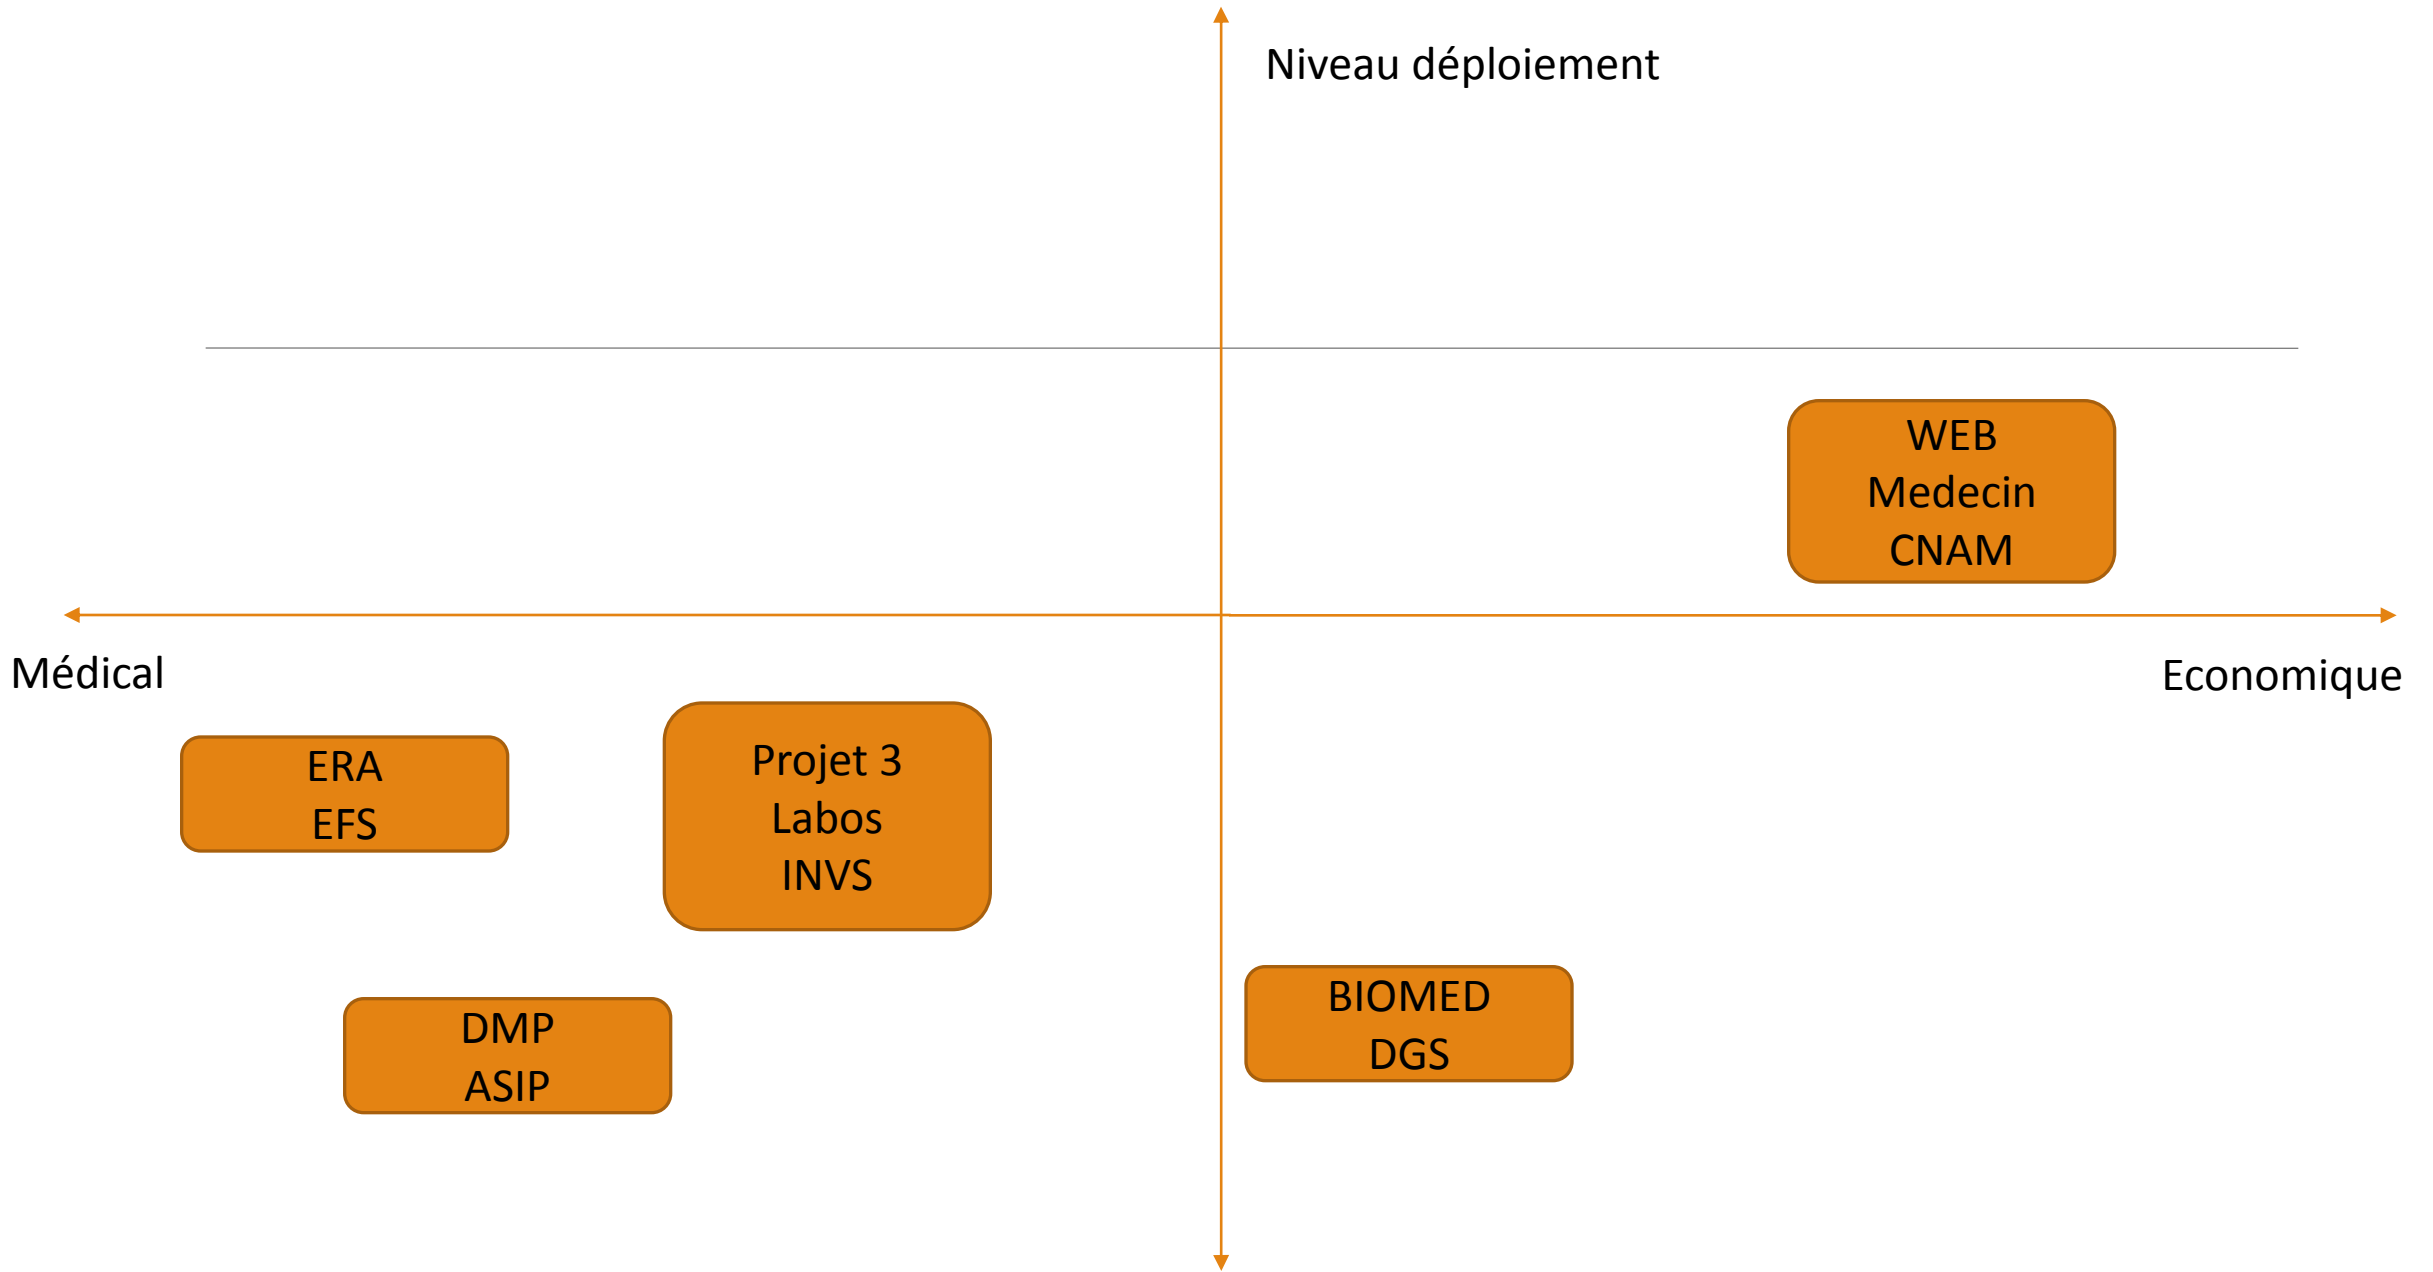 Niveau déploiement
WEB
Medecin
CNAM
Médical
Economique
ERA
EFS
Projet 3
Labos
INVS
DMP
ASIP
BIOMED
DGS